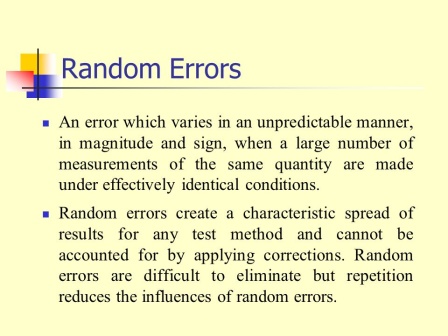 Random Errors
An error which varies in an unpredictable manner,
in magnitude and sign, when a large number of
measurements of the same quantity are made
under effectively identical conditions.
Random errors create a characteristic spread of
results for any test method and cannot be
accounted for by applying corrections. Random
errors are difficult to eliminate but repetition
reduces the influences of random errors.